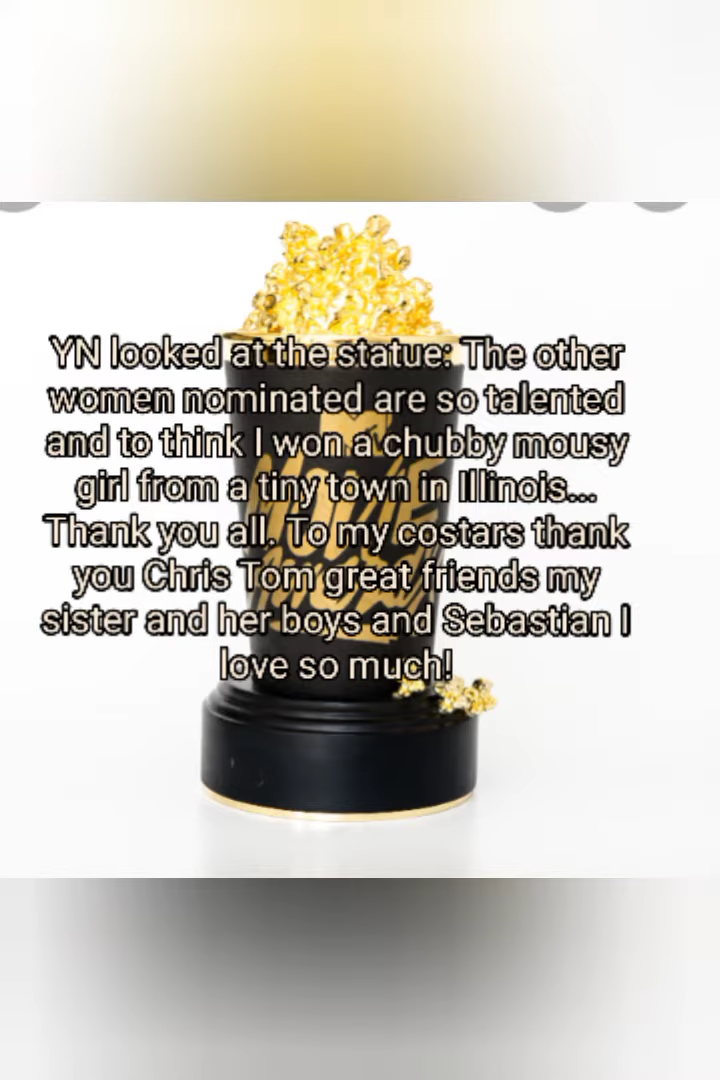 YN looked at the statue: The other
women nominated are so talented
and to think I won a chubby mousy
girl from a tiny town in Illinois...
Thank you all. To my costars thank
you Chris Tom great friends my
sister and her boys and Sebastian I
love so much!
MOVIE